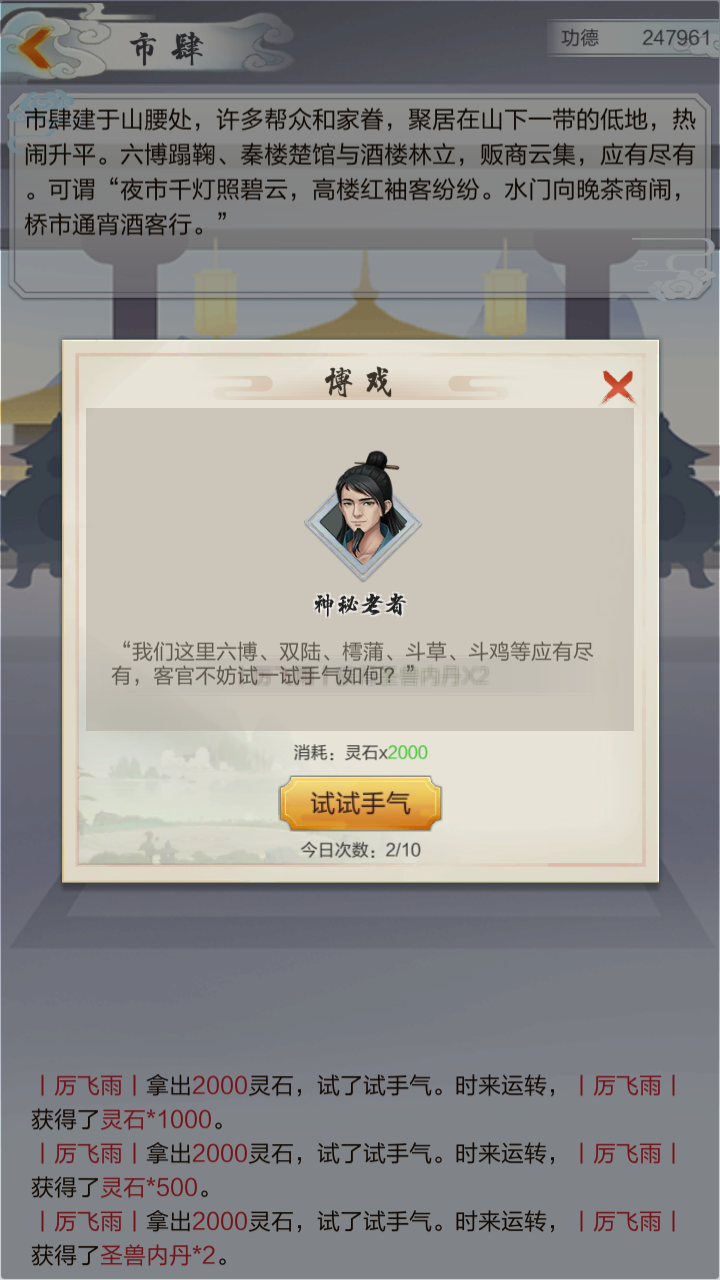 市肆
功德 247961
市肆建于山腰处，许多帮众和家眷，聚居在山下一带的低地，热
闹升平。六博蹋鞠、秦楼楚馆与酒楼林立，贩商云集，应有尽有
。可谓“夜市千灯照碧云，高楼红袖客纷纷。水门向晚茶商闹，
桥市通宵酒客行。”
博戏
神秘老者
“我们这里六博、双陆、樗蒲、斗草、斗鸡等应有尽
有，客官不妨试一试手气如何？”
圣兽内丹X2
消耗：灵石x2000
试试手气
今日次数：2/10
丨厉飞雨丨拿出2000灵石，试了试手气。时来运转，丨厉飞雨丨
获得了灵石*1000。
丨厉飞雨丨拿出2000灵石，试了试手气。时来运转，丨厉飞雨丨
获得了灵石*500。
丨厉飞雨丨拿出2000灵石，试了试手气。时来运转，丨厉飞雨丨
获得了圣兽内丹*2。